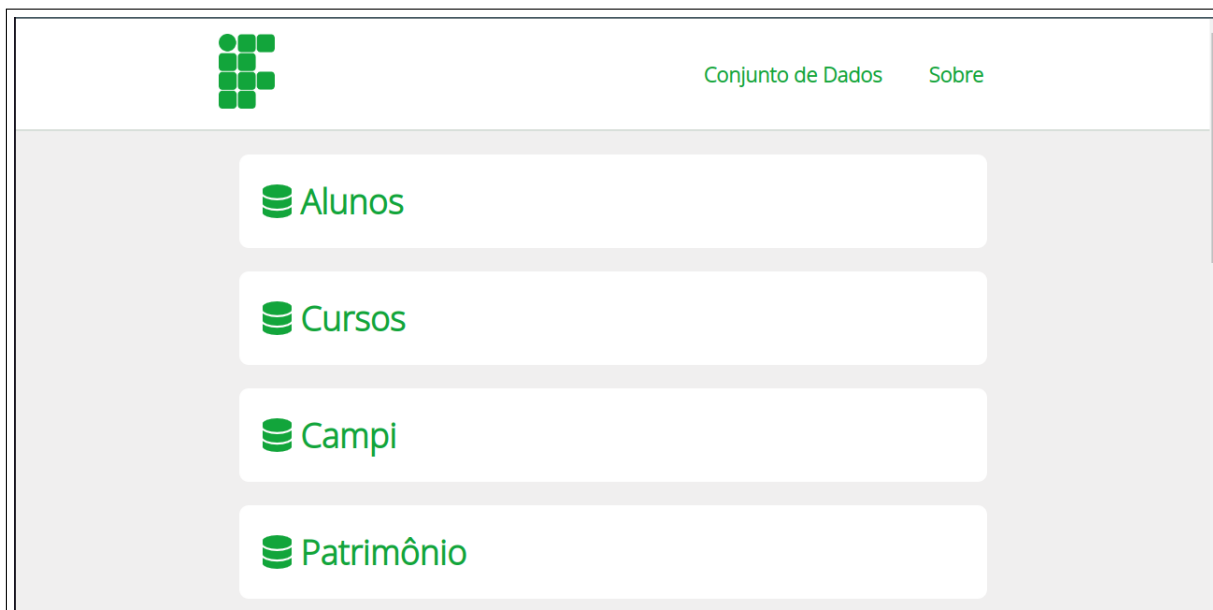 Conjunto de Dados Sobre
Alunos
Cursos
Campi
Patrimônio